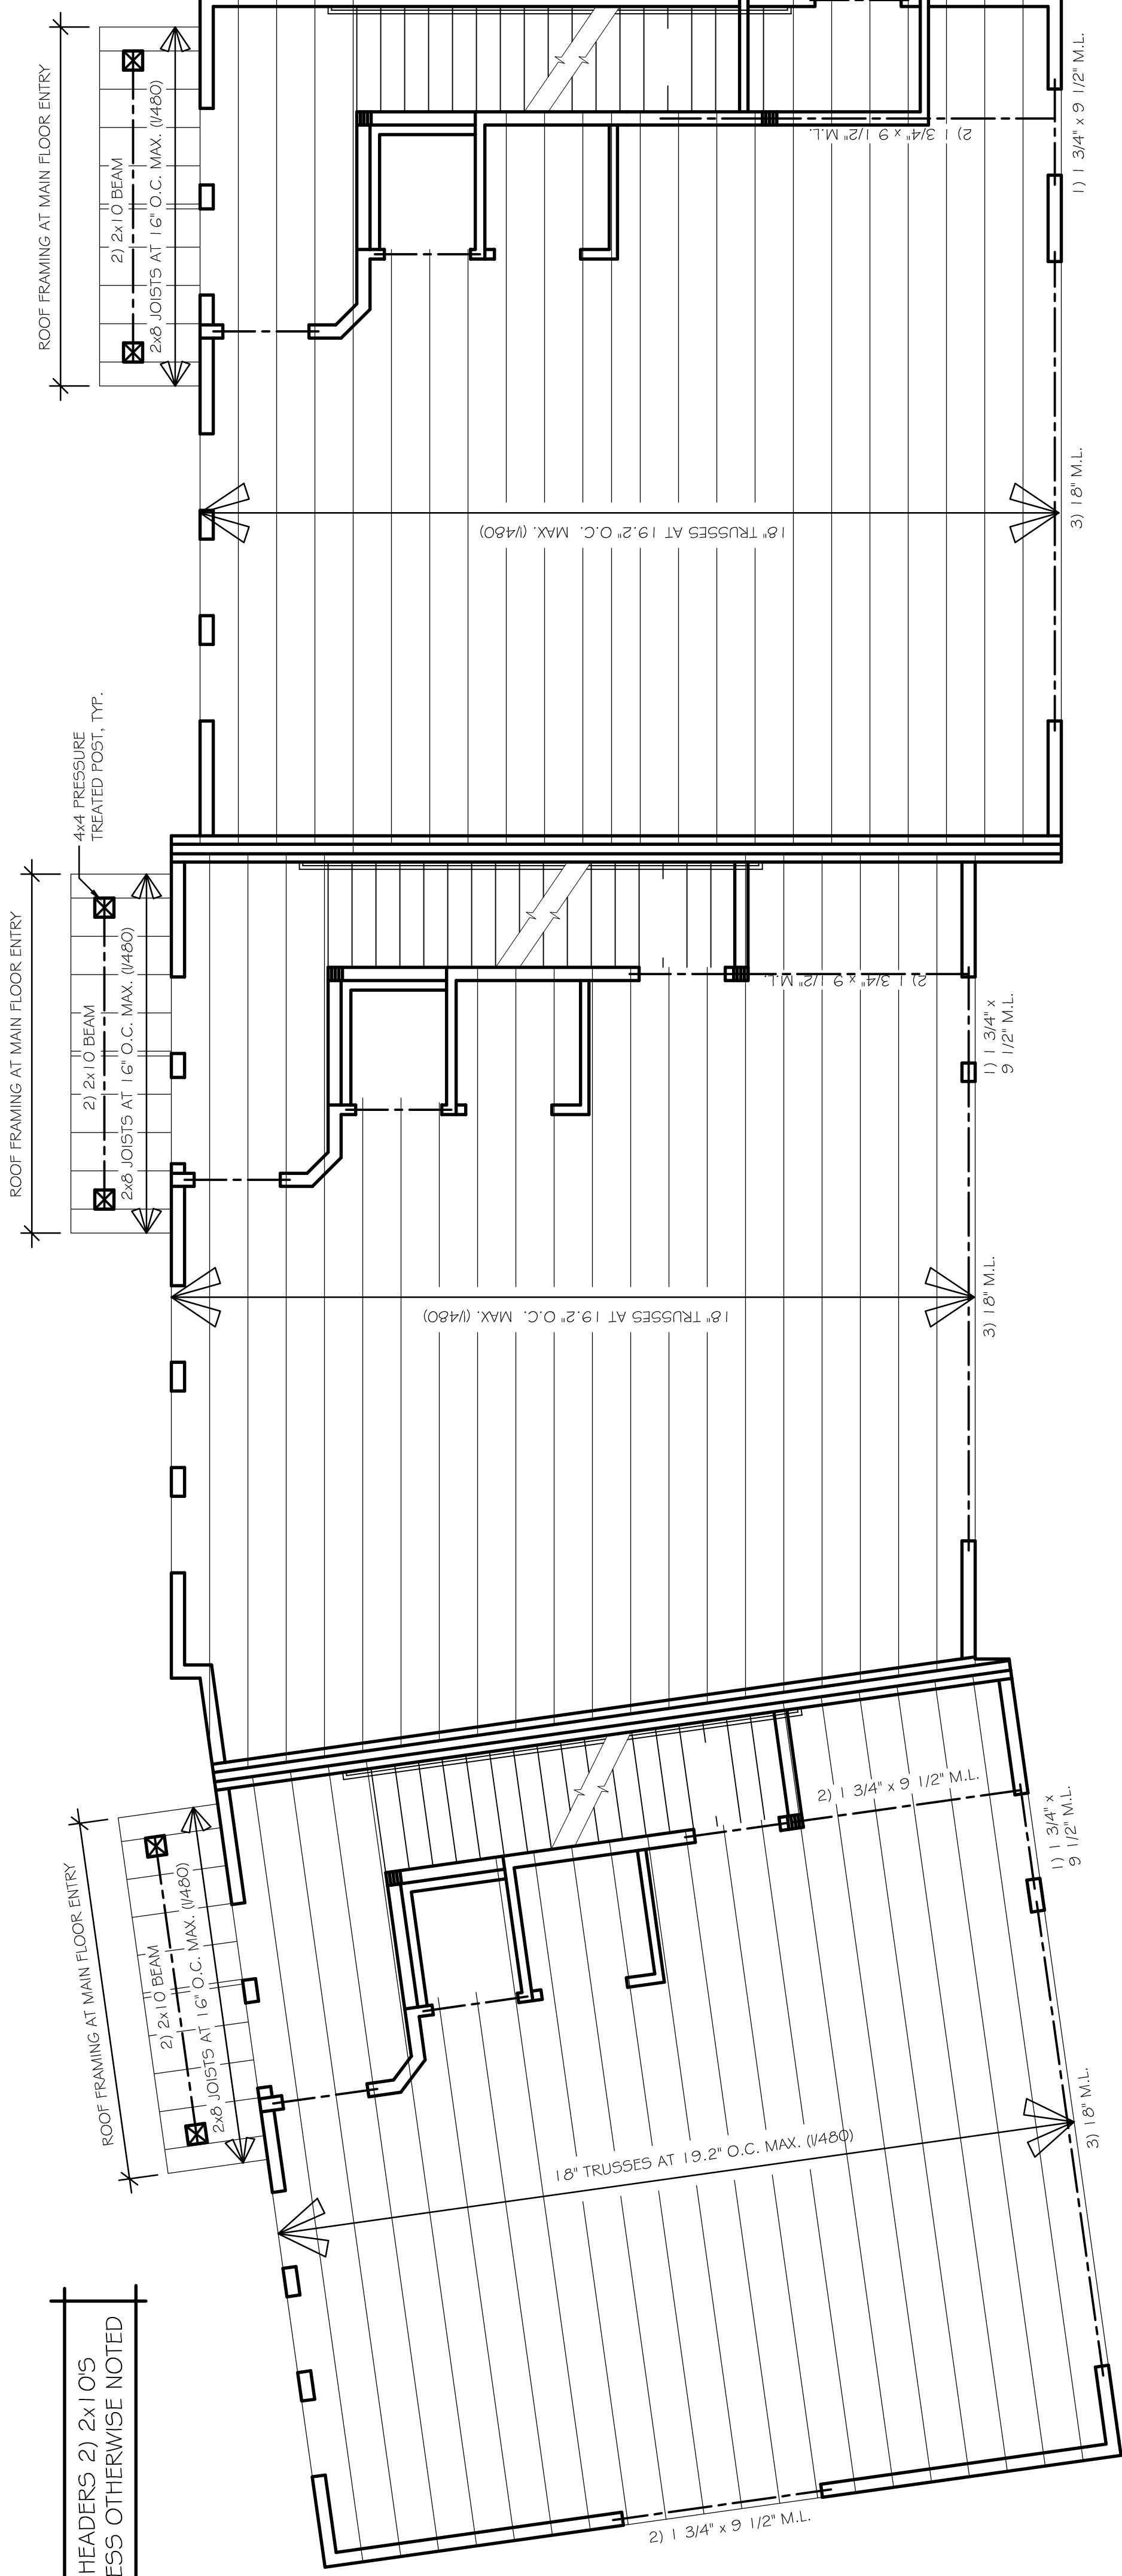 ROOF FRAMING AT MAIN FLOOR ENTRY
2) 2x10 BEAM
2x8 JOISTS AT 16" O.C. MAX. (l/480)
2) 1 3/4" x 9 1/2" M.L.
1) 1 3/4" x 9 1/2" M.L.
18" TRUSSES AT 19.2" O.C. MAX. (l/480)
3) 18" M.L.
4x4 PRESSURE
TREATED POST, TYP.
ROOF FRAMING AT MAIN FLOOR ENTRY
2) 2x10 BEAM
2x8 JOISTS AT 16" O.C. MAX. (l/480)
2) 1 3/4" x 9 1/2" M.L.
1) 1 3/4" x
9 1/2" M.L.
18" TRUSSES AT 19.2" O.C. MAX. (l/480)
3) 18" M.L.
ROOF FRAMING AT MAIN FLOOR ENTRY
2) 2x10 BEAM
2x8 JOISTS AT 16" O.C. MAX. (l/480)
2) 1 3/4" x 9 1/2" M.L.
1) 1 3/4" x
9 1/2" M.L.
18" TRUSSES AT 19.2" O.C. MAX. (l/480)
3) 18" M.L.
2) 1 3/4" x 9 1/2" M.L.
HEADERS 2) 2x10'S
OTHERWISE NOTED